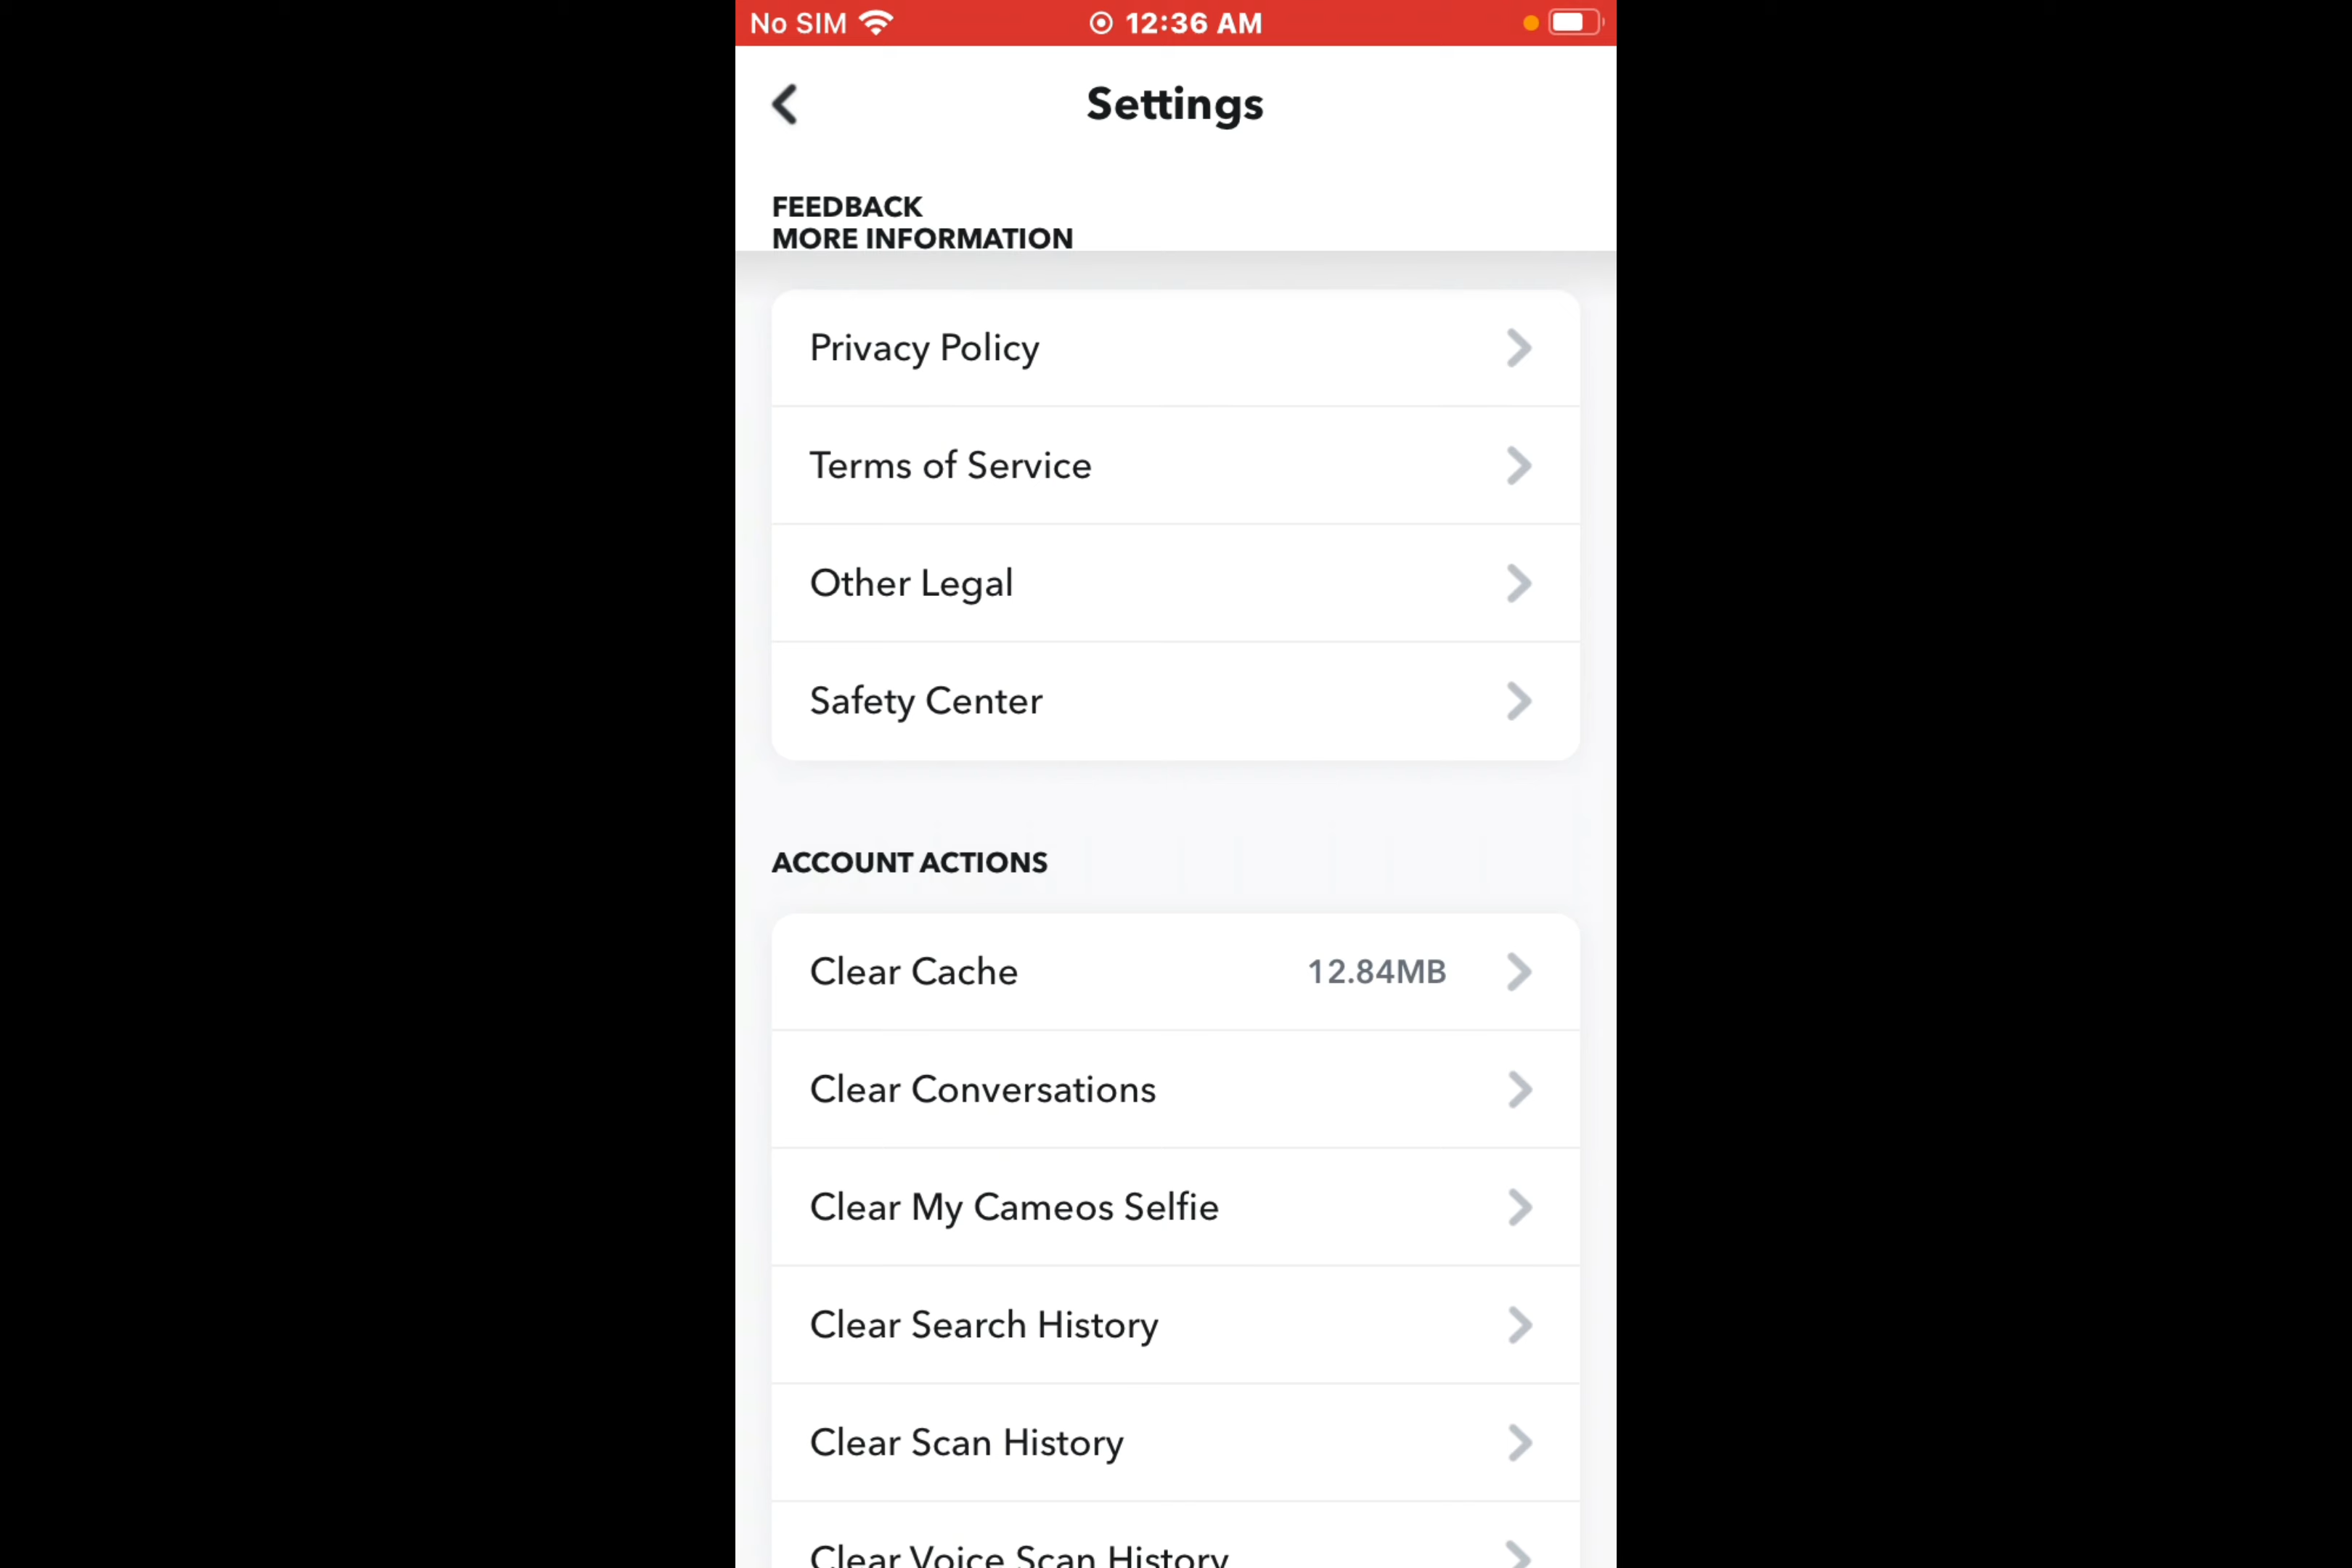 No SIM 12:36 AM
Settings
FEEDBACK
MORE INFORMATION
Privacy Policy
Terms of Service
Other Legal
Safety Center
ACCOUNT ACTIONS
Clear Cache 12.84MB
Clear Conversations
Clear My Cameos Selfie
Clear Search History
Clear Scan History
Clear Voice Scan History